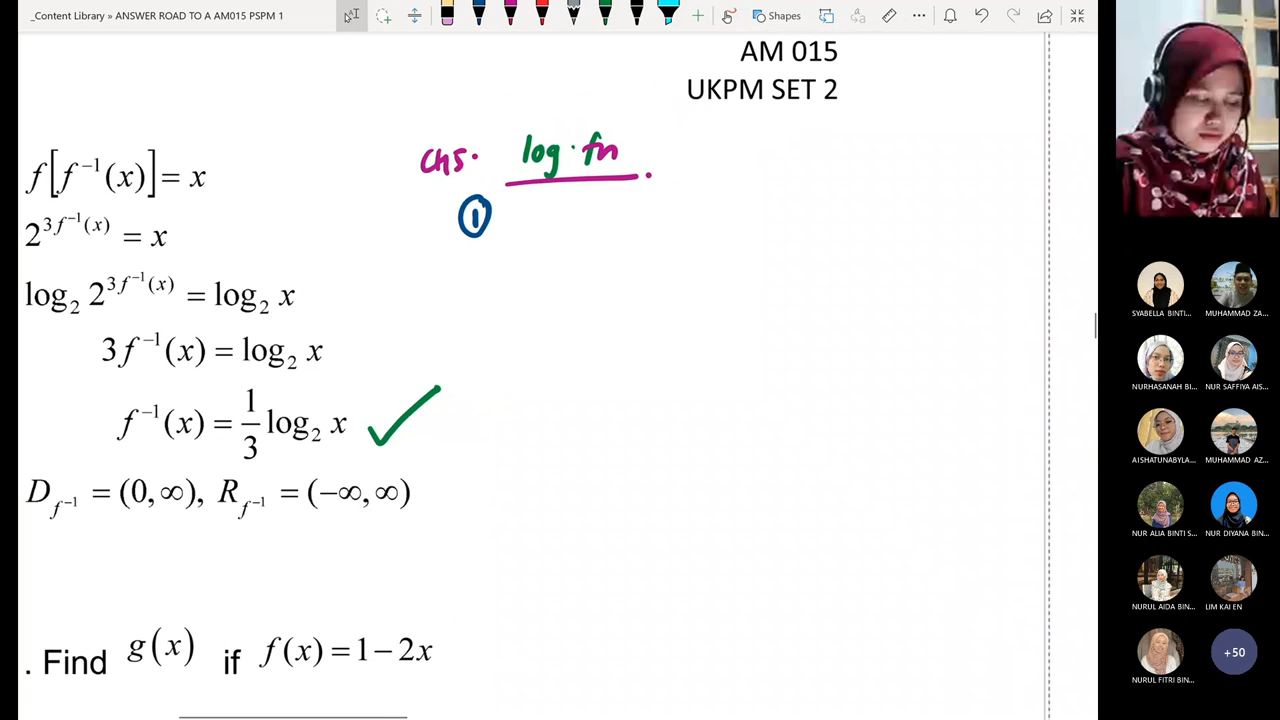 _Content Library » ANSWER ROAD TO A AM015 PSPM 1
Shapes
AM 015
UKPM SET 2
f[f⁻¹(x)] = x
2^{3f⁻¹(x)} = x
log₂ 2^{3f⁻¹(x)} = log₂ x
3f⁻¹(x) = log₂ x
f⁻¹(x) = 1/3 log₂ x
D_{f⁻¹} = (0, ∞), R_{f⁻¹} = (−∞, ∞)
Ch5. log. fn.
1
. Find g(x) if f(x) = 1 − 2x
SYABELLA BINTI...
MUHAMMAD ZA...
NURHASANAH BI...
NUR SAFFIYA AIS...
AISHATUNABYLA...
MUHAMMAD AZ...
NUR ALIA BINTI S...
NUR DIYANA BIN...
NURUL AIDA BIN...
LIM KAI EN
NURUL FITRI BIN...
+50